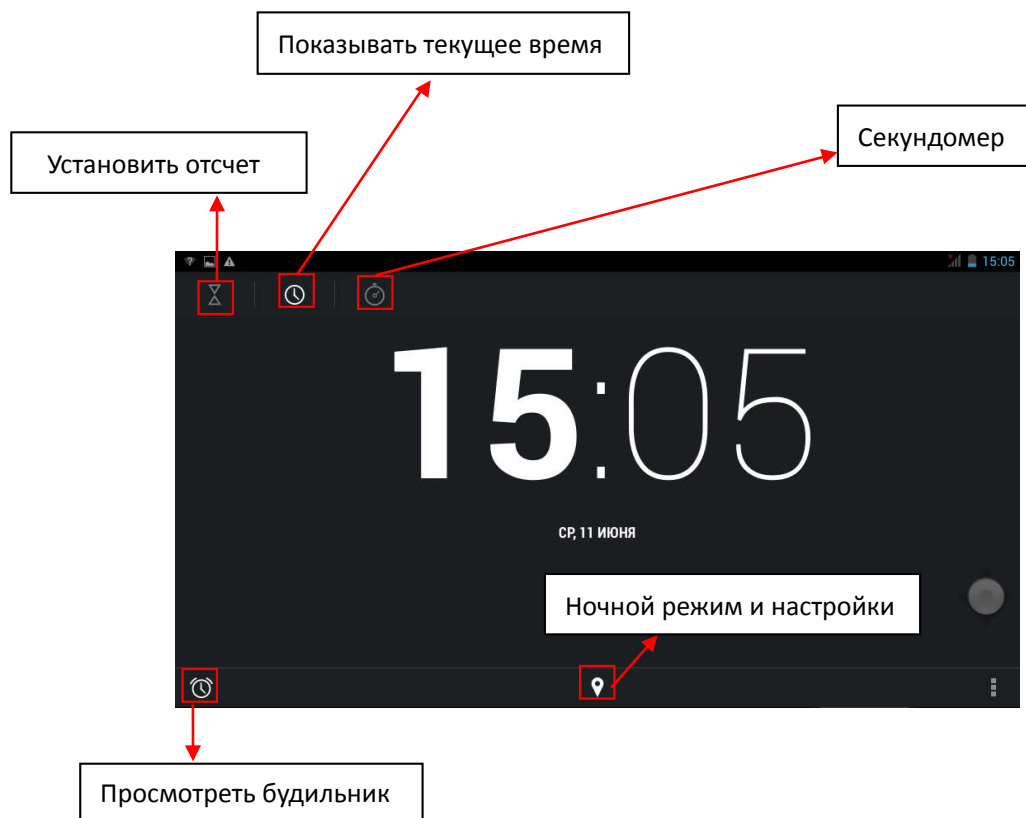 Показывать текущее время
Секундомер
Установить отсчет
15:05
15:05
СР, 11 ИЮНЯ
Ночной режим и настройки
Просмотреть будильник